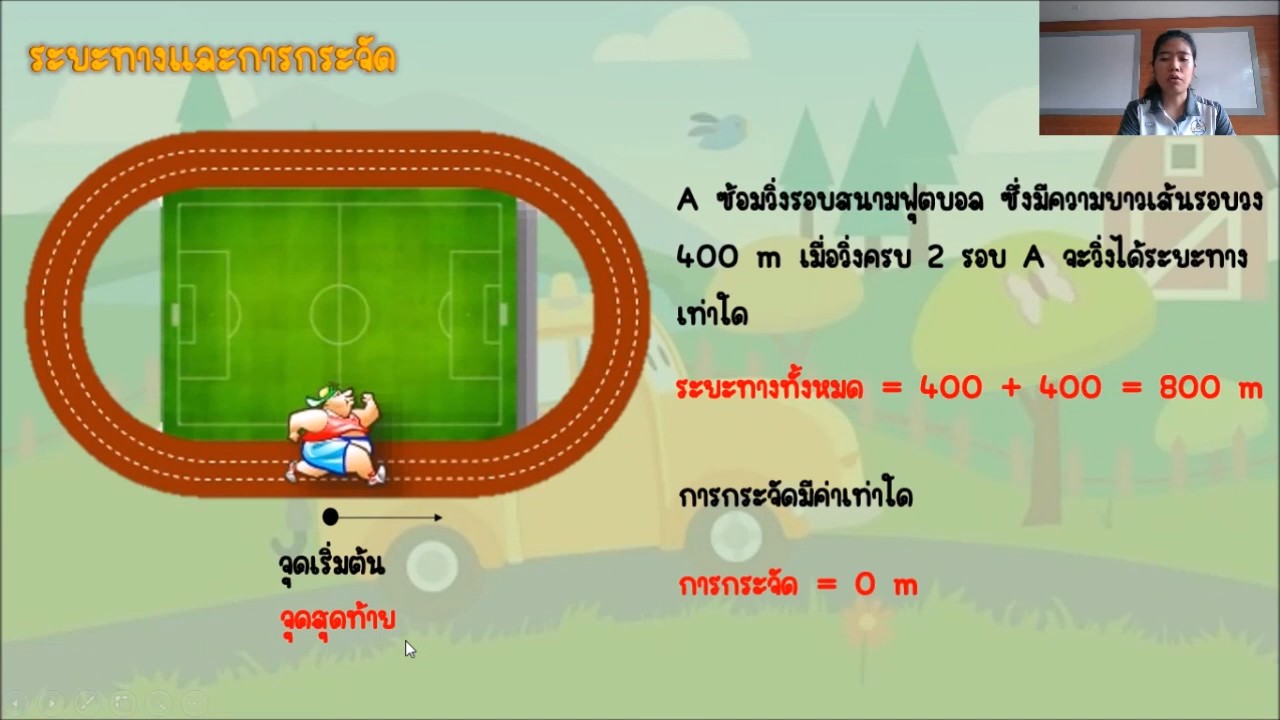 ระยะทางและการกระจัด
A ซ้อมวิ่งรอบสนามฟุตบอล ซึ่งมีความยาวเส้นรอบวง
400 m เมื่อวิ่งครบ 2 รอบ A จะวิ่งได้ระยะทาง
เท่าใด
ระยะทางทั้งหมด = 400 + 400 = 800 m
การกระจัดมีค่าเท่าใด
การกระจัด = 0 m
จุดเริ่มต้น
จุดสุดท้าย